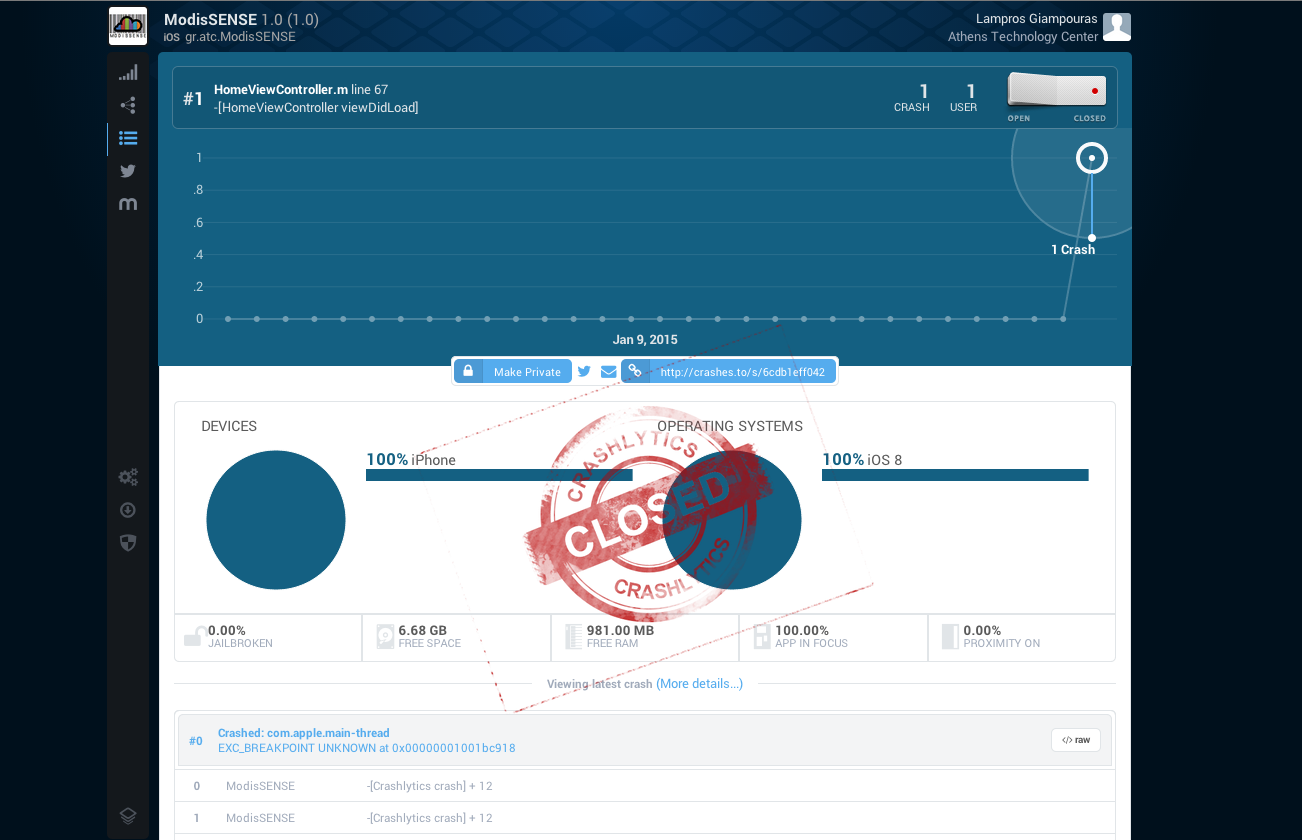 ModisSENSE 1.0 (1.0)
iOS gr.atc.ModisSENSE
Lampros Giampouras
Athens Technology Center
MODISSENSE
#1
HomeViewController.m line 67
-[HomeViewController viewDidLoad]
1
CRASH
1
USER
OPEN
CLOSED
1
.8
.6
.4
.2
0
1 Crash
Jan 9, 2015
Make Private
http://crashes.to/s/6cdb1eff042
DEVICES
100% iPhone
OPERATING SYSTEMS
100% iOS 8
CRASHLYTICS
CLOSED
CRASHLYTICS
0.00%
JAILBROKEN
6.68 GB
FREE SPACE
981.00 MB
FREE RAM
100.00%
APP IN FOCUS
0.00%
PROXIMITY ON
Viewing latest crash (More details...)
#0
Crashed: com.apple.main-thread
EXC_BREAKPOINT UNKNOWN at 0x00000001001bc918
</> raw
0 ModisSENSE -[Crashlytics crash] + 12
1 ModisSENSE -[Crashlytics crash] + 12